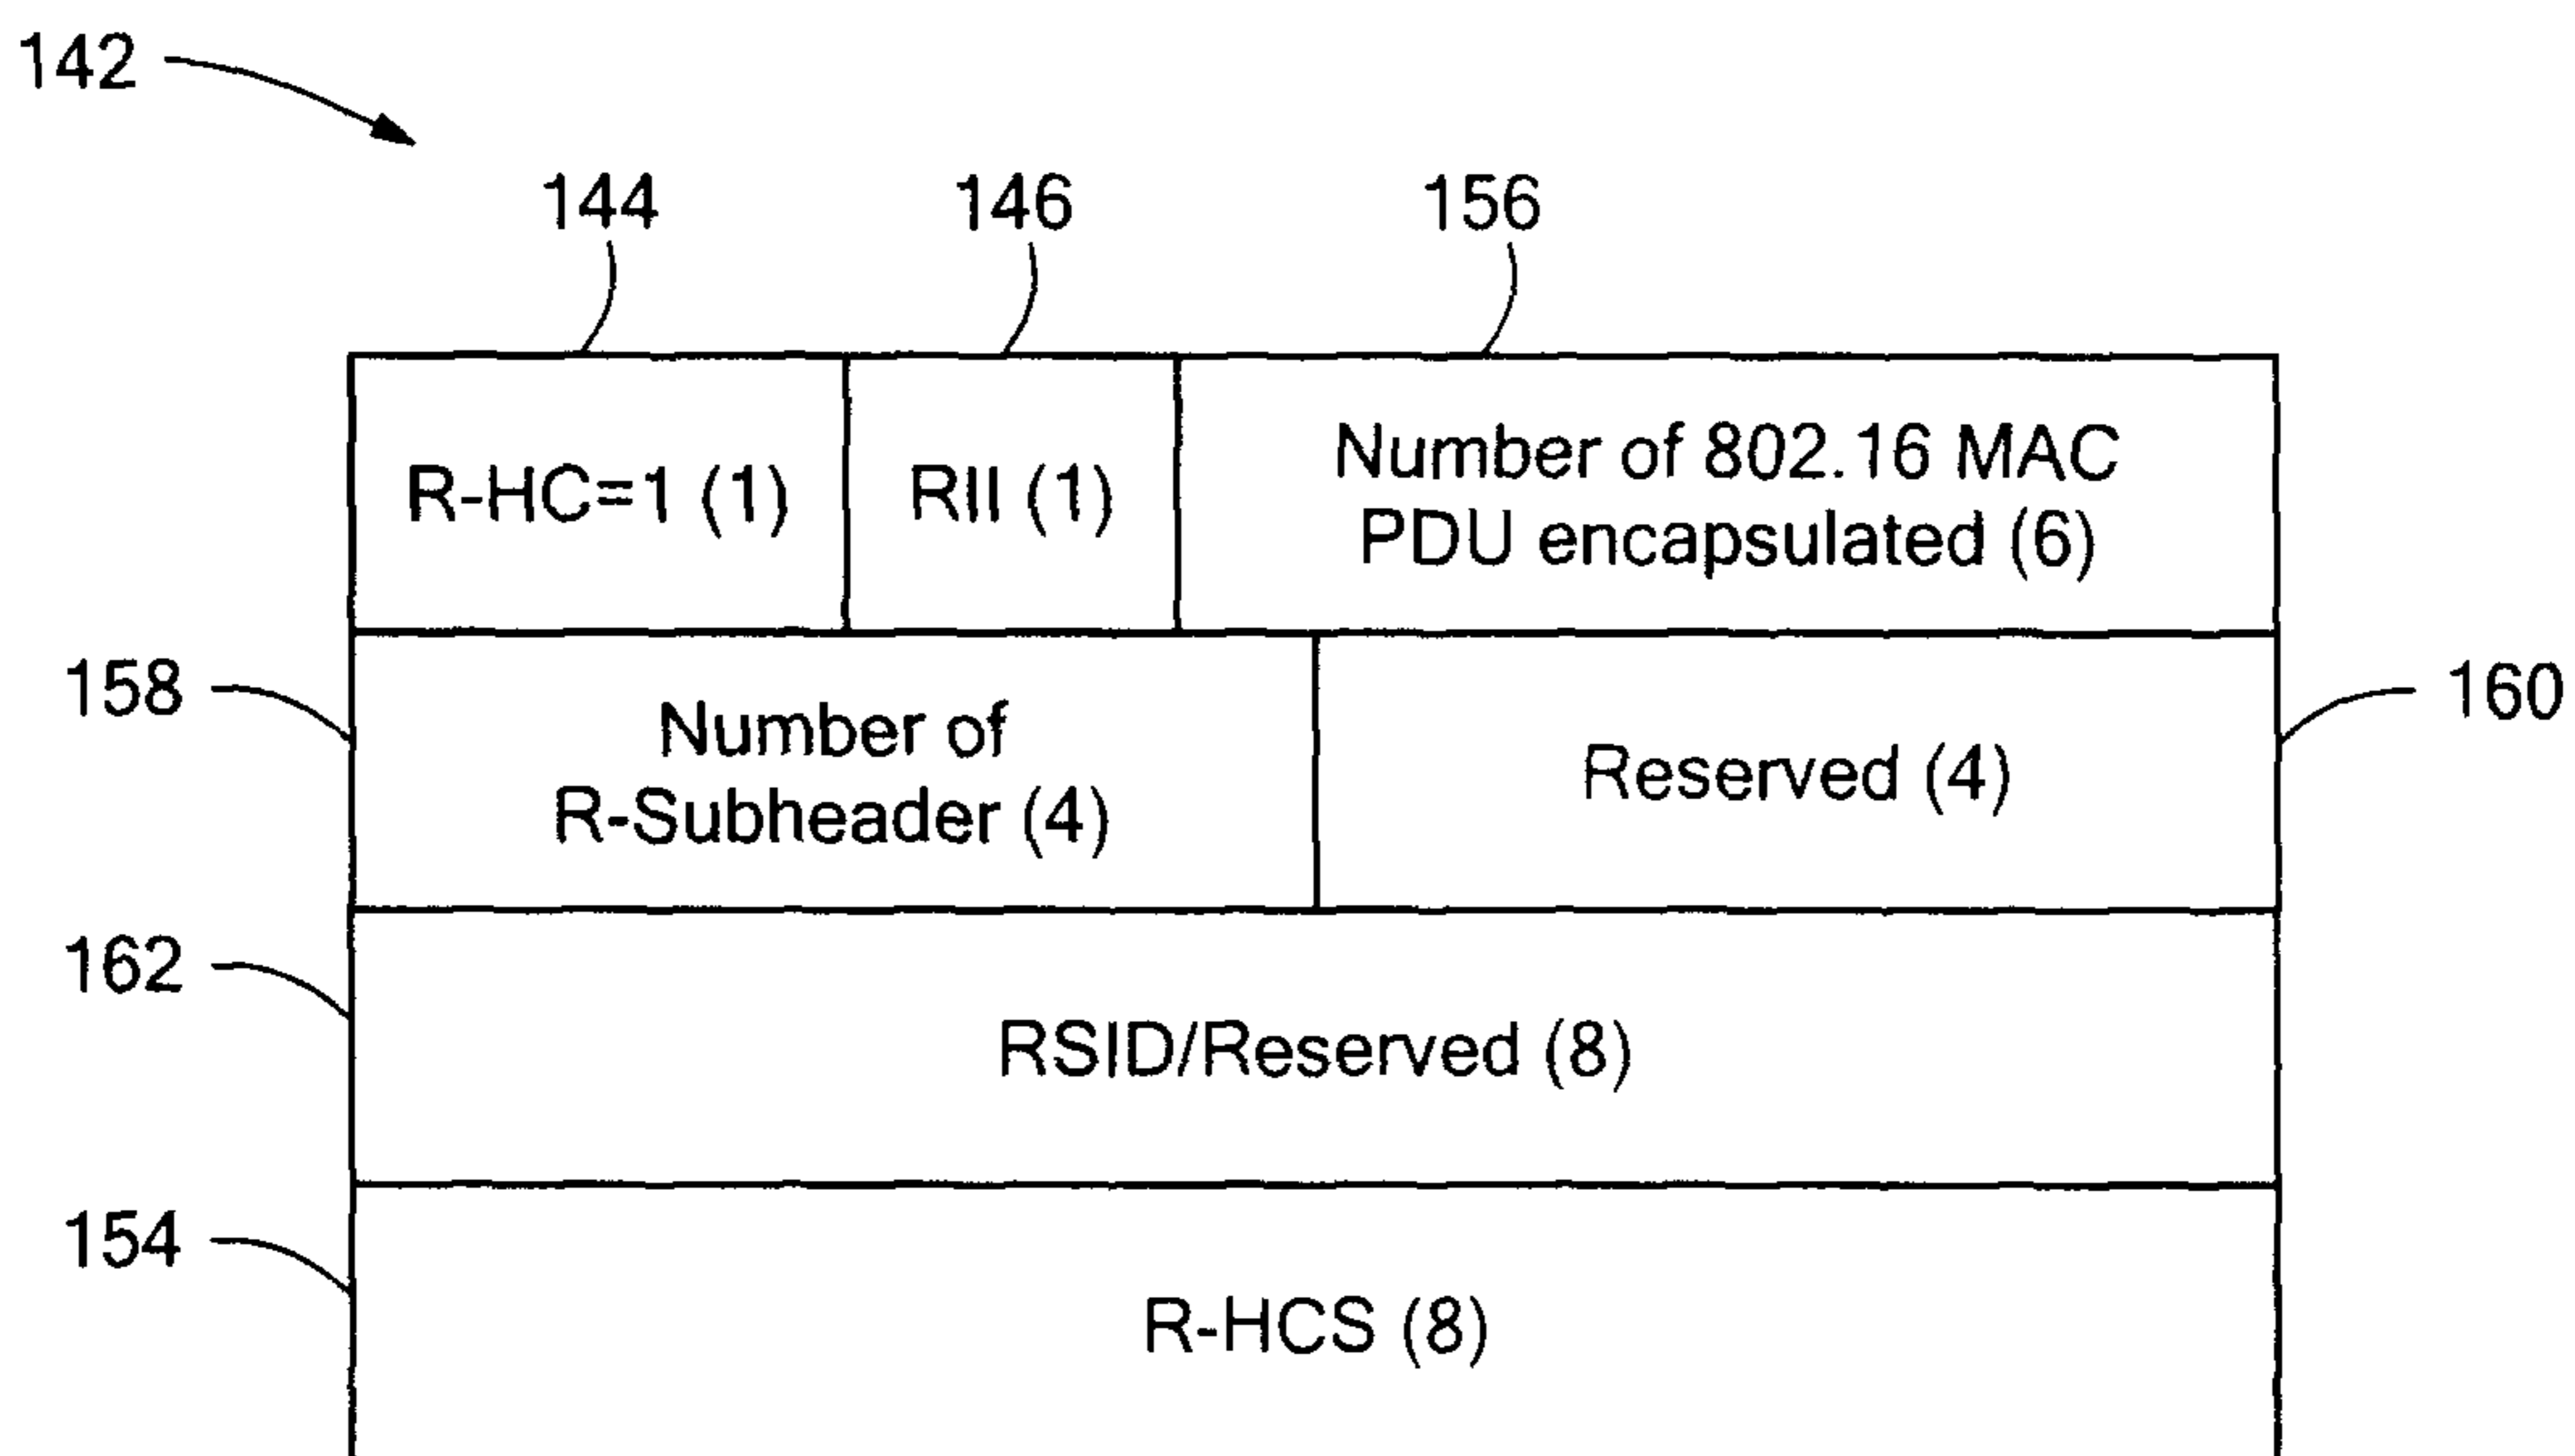 142
144
146
156
R-HC=1 (1)
RII (1)
Number of 802.16 MAC
PDU encapsulated (6)
158
Number of
R-Subheader (4)
Reserved (4)
160
162
RSID/Reserved (8)
154
R-HCS (8)